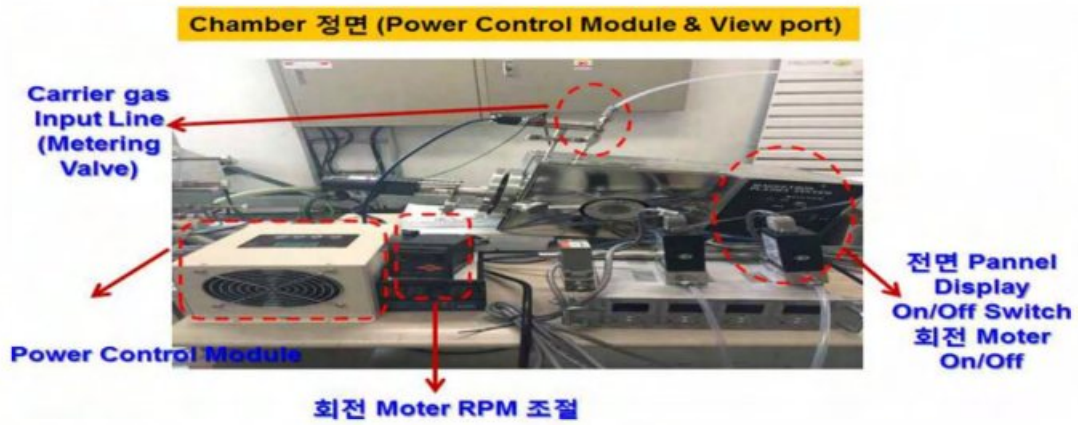 Chamber 정면 (Power Control Module & View port)
Carrier gas
Input Line
(Metering
Valve)
전면 Pannel
Display
On/Off Switch
회전 Moter
On/Off
Power Control Module
회전 Moter RPM 조절